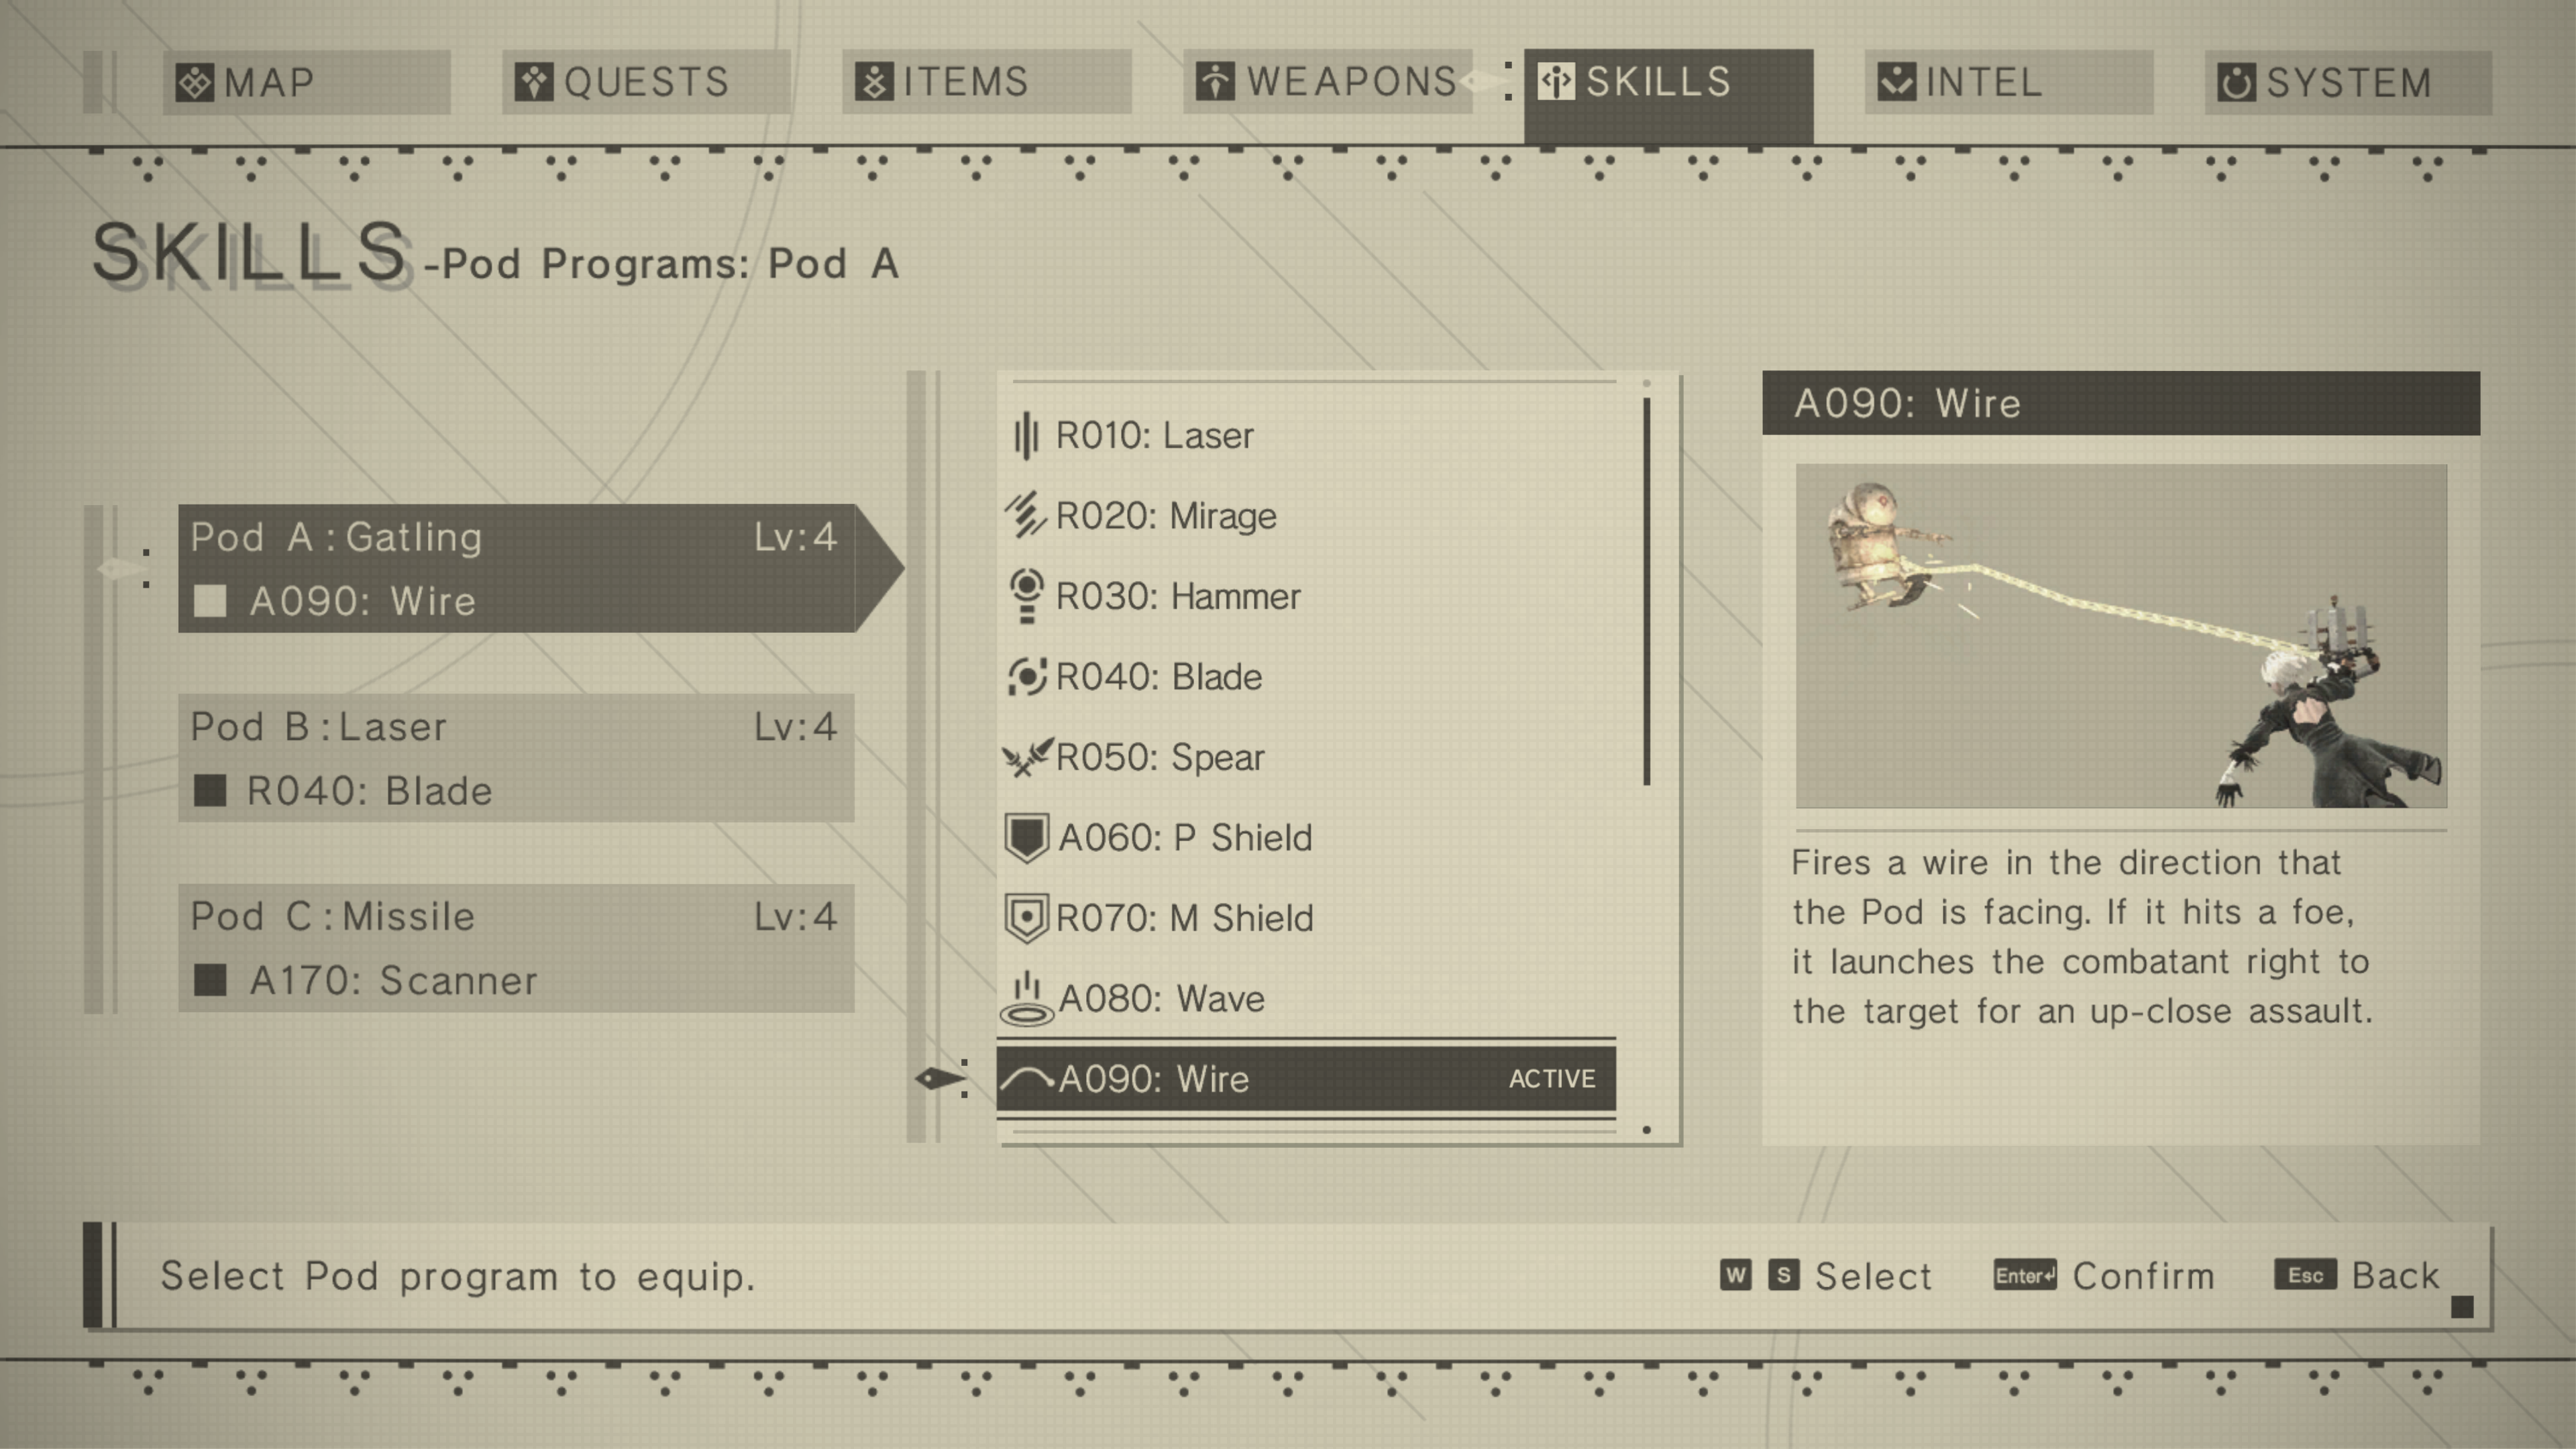 MAP
QUESTS
ITEMS
WEAPONS
SKILLS
INTEL
SYSTEM
SKILLS -Pod Programs: Pod A
Pod A : Gatling Lv:4
A090: Wire
Pod B : Laser Lv:4
R040: Blade
Pod C : Missile Lv:4
A170: Scanner
R010: Laser
R020: Mirage
R030: Hammer
R040: Blade
R050: Spear
A060: P Shield
R070: M Shield
A080: Wave
A090: Wire ACTIVE
A090: Wire
Fires a wire in the direction that
the Pod is facing. If it hits a foe,
it launches the combatant right to
the target for an up-close assault.
Select Pod program to equip.
W S Select Enter Confirm Esc Back